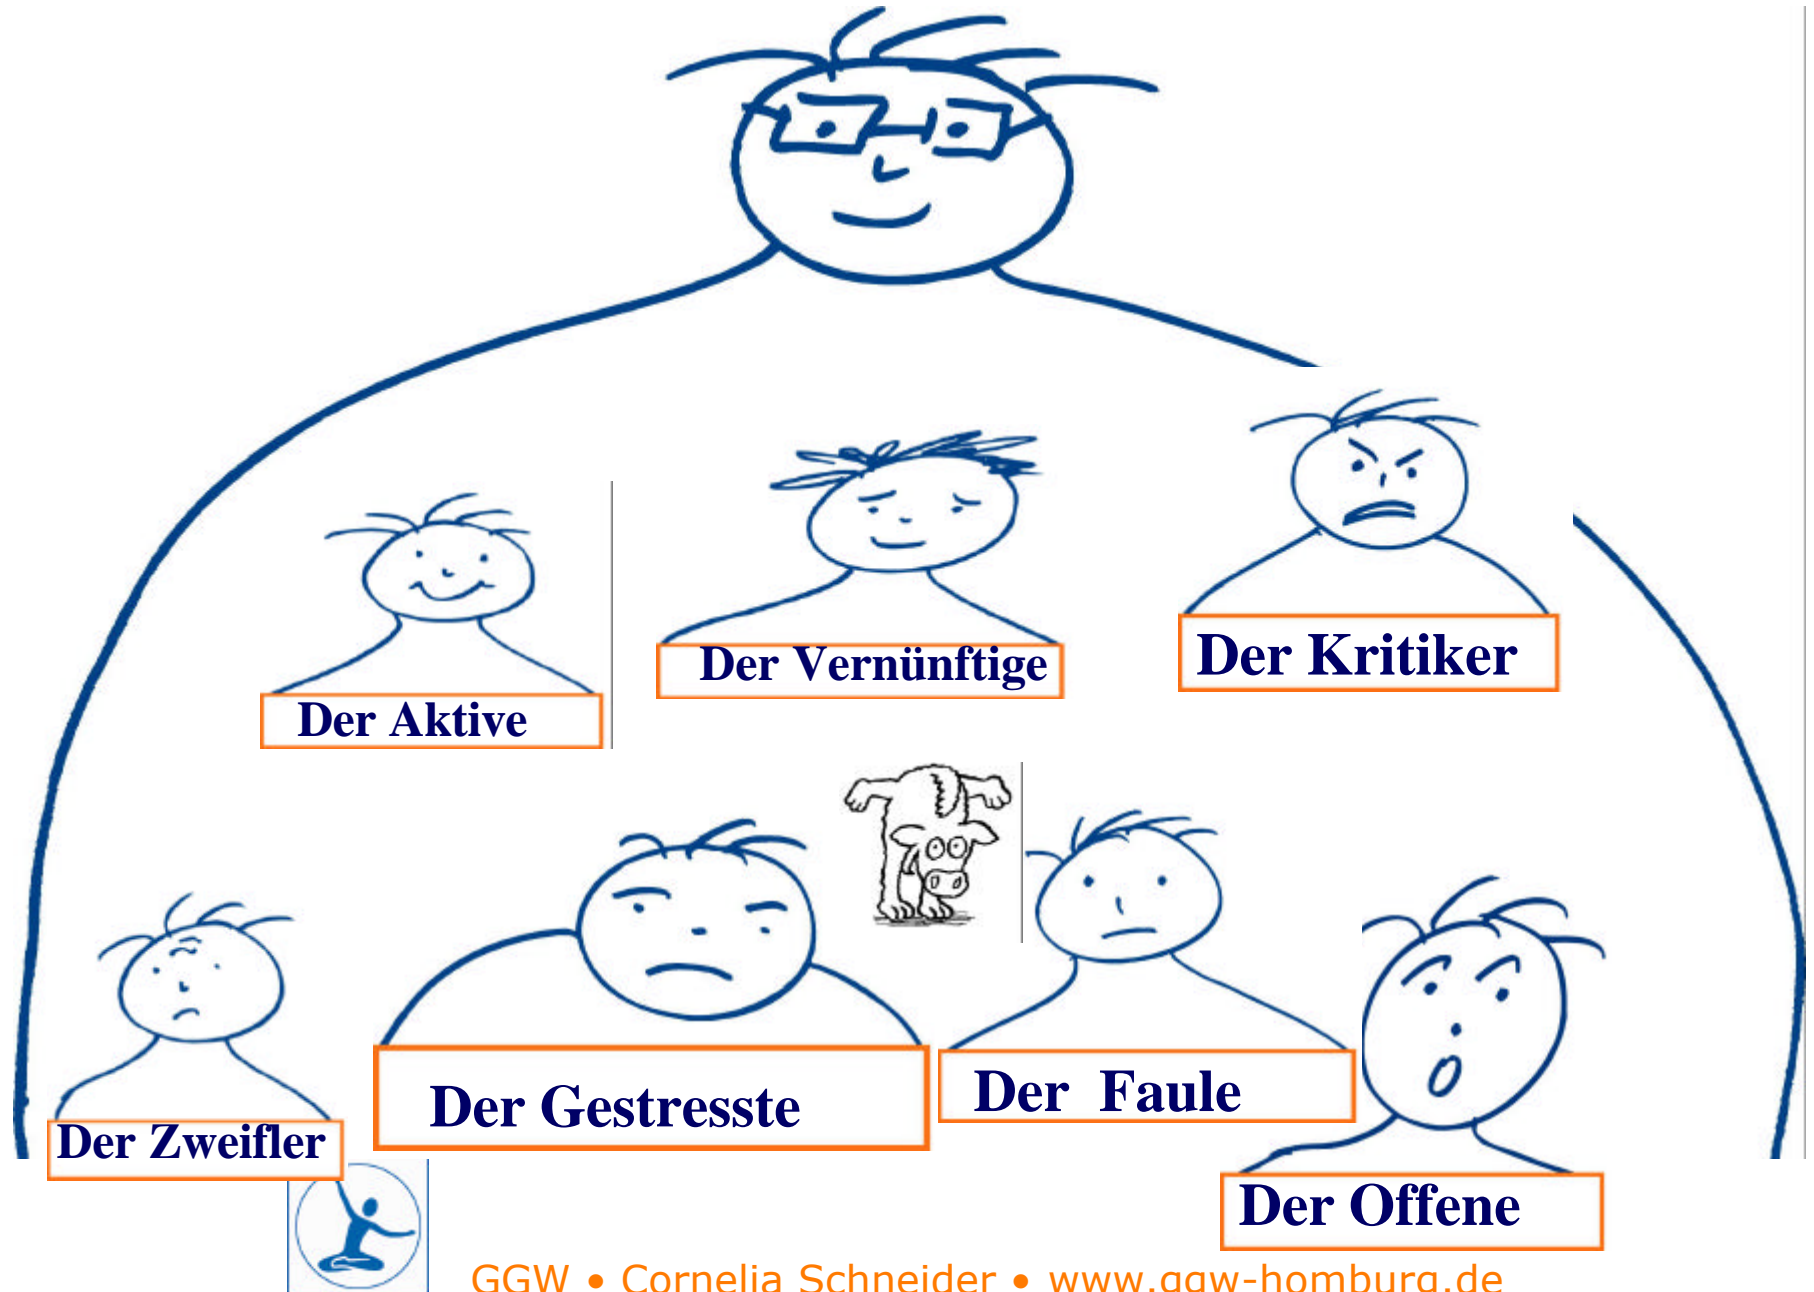 Der Aktive
Der Vernünftige
Der Kritiker
Der Zweifler
Der Gestresste
Der Faule
Der Offene
GGW • Cornelia Schneider • www.ggw-homburg.de